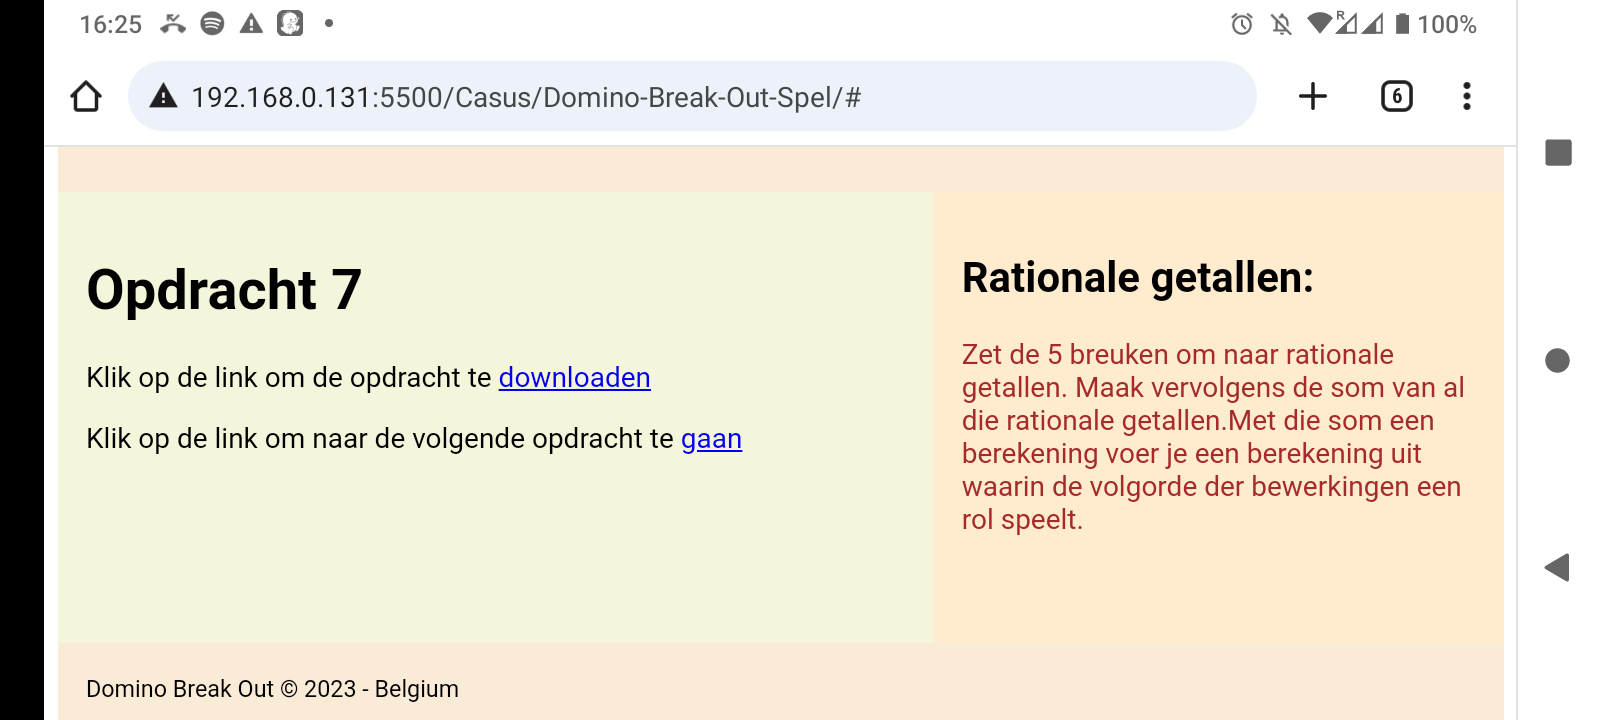 16:25
R
100%
192.168.0.131:5500/Casus/Domino-Break-Out-Spel/#
6
Opdracht 7
Klik op de link om de opdracht te downloaden
Klik op de link om naar de volgende opdracht te gaan
Rationale getallen:
Zet de 5 breuken om naar rationale
getallen. Maak vervolgens de som van al
die rationale getallen.Met die som een
berekening voer je een berekening uit
waarin de volgorde der bewerkingen een
rol speelt.
Domino Break Out © 2023 - Belgium